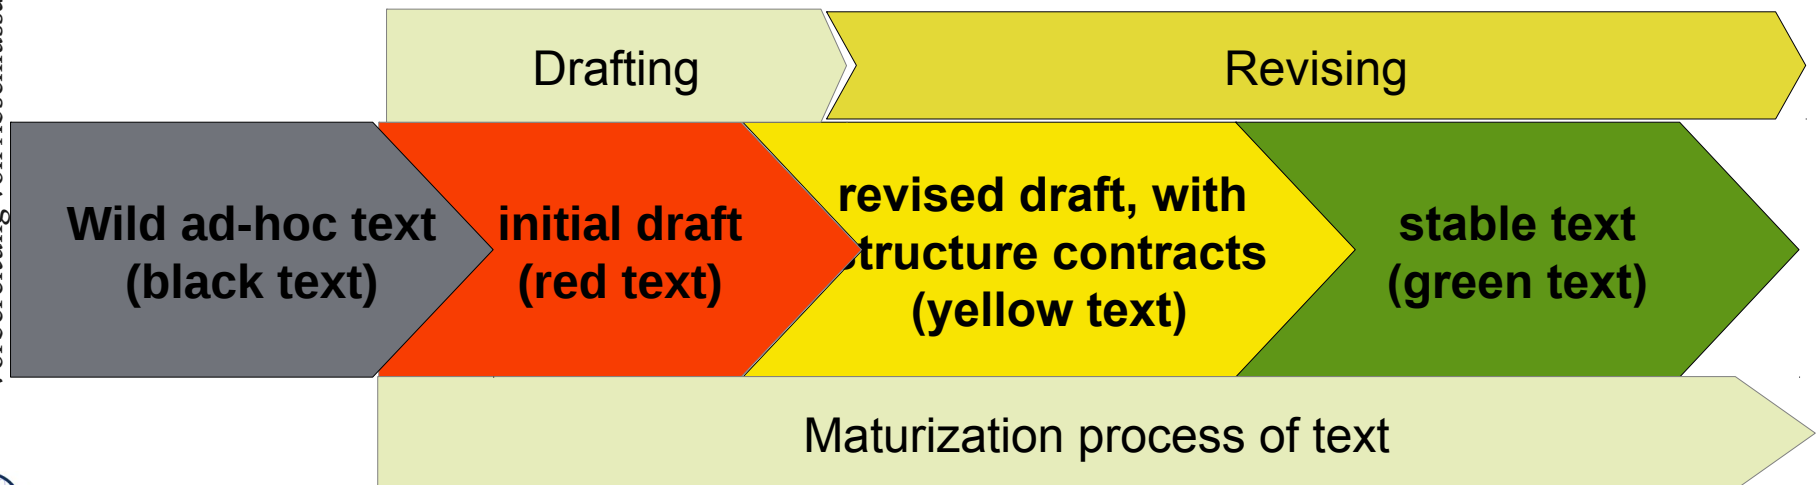 Drafting
Revising
Wild ad-hoc text
(black text)
initial draft
(red text)
revised draft, with
structure contracts
(yellow text)
stable text
(green text)
Maturization process of text